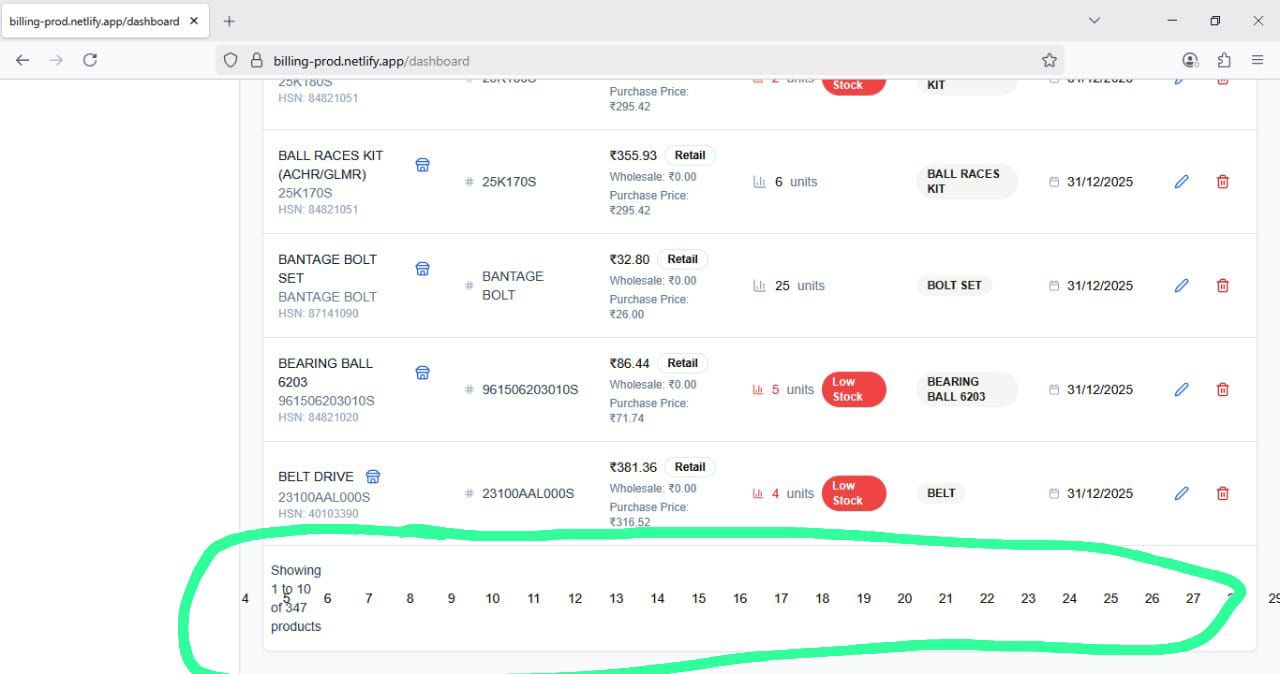 billing-prod.netlify.app/dashboard
billing-prod.netlify.app/dashboard
25K180S
HSN: 84821051
Purchase Price:
₹295.42
units
Stock
KIT
31/12/2025
BALL RACES KIT
(ACHR/GLMR)
25K170S
HSN: 84821051
# 25K170S
₹355.93 Retail
Wholesale: ₹0.00
Purchase Price:
₹295.42
6 units
BALL RACES
KIT
31/12/2025
BANTAGE BOLT
SET
BANTAGE BOLT
HSN: 87141090
# BANTAGE
BOLT
₹32.80 Retail
Wholesale: ₹0.00
Purchase Price:
₹26.00
25 units
BOLT SET
31/12/2025
BEARING BALL
6203
961506203010S
HSN: 84821020
# 961506203010S
₹86.44 Retail
Wholesale: ₹0.00
Purchase Price:
₹71.74
5 units
Low
Stock
BEARING
BALL 6203
31/12/2025
BELT DRIVE
23100AAL000S
HSN: 40103390
# 23100AAL000S
₹381.36 Retail
Wholesale: ₹0.00
Purchase Price:
₹316.52
4 units
Low
Stock
BELT
31/12/2025
Showing
1 to 10
of 347
products
4 5 6 7 8 9 10 11 12 13 14 15 16 17 18 19 20 21 22 23 24 25 26 27